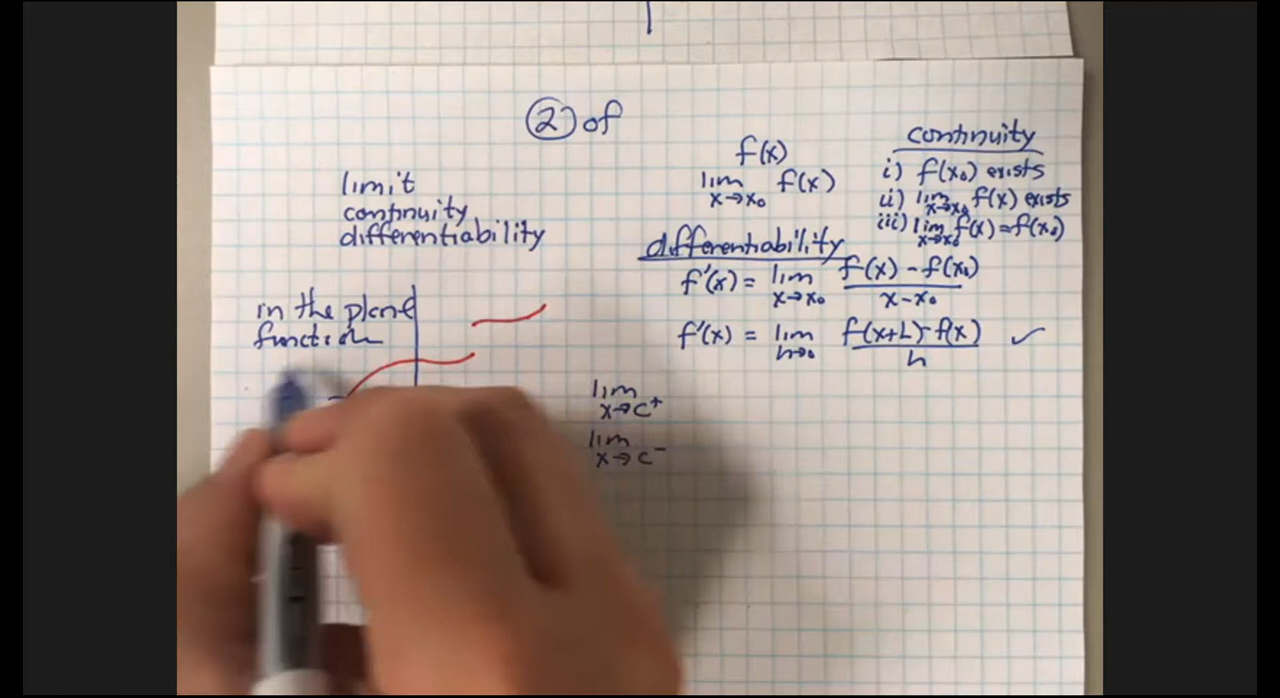 ② of
limit
continuity
differentiability
f(x)
lim x→x₀ f(x)
continuity
i) f(x₀) exists
ii) lim x→x₀ f(x) exists
iii) lim x→x₀ f(x) = f(x₀)
differentiability
f'(x) = lim x→x₀ f(x) - f(x₀) / x - x₀
f'(x) = lim h→0 f(x+h) - f(x) / h ✓
in the plane
function
lim x→c⁺
lim x→c⁻